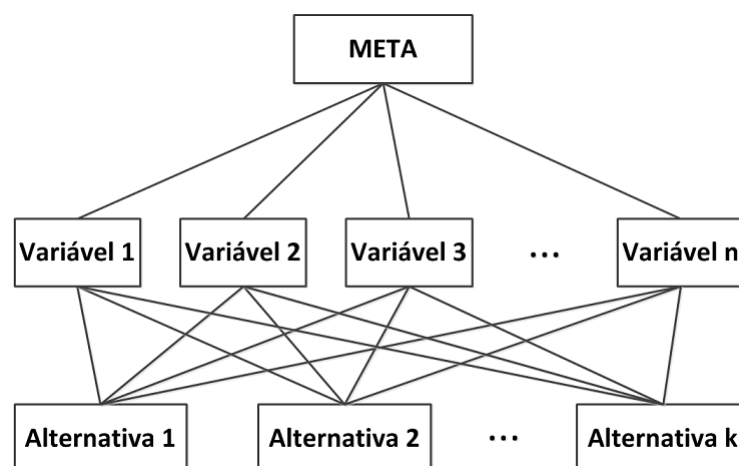 META
Variável 1 Variável 2 Variável 3 ... Variável n
Alternativa 1 Alternativa 2 ... Alternativa k